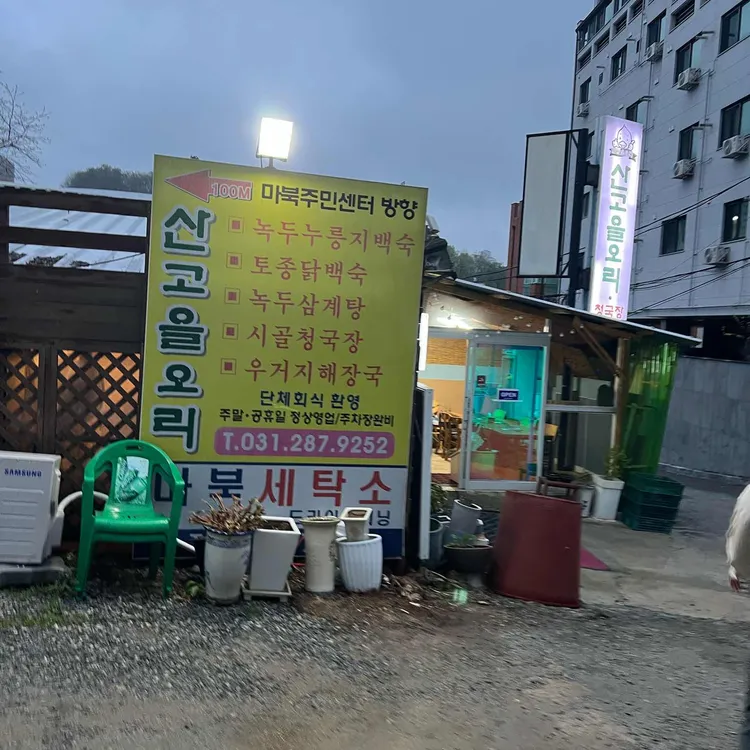 100M 마북주민센터 방향
산고을오리
녹두누룽지백숙
토종닭백숙
녹두삼계탕
시골청국장
우거지해장국
단체회식 환영
주말·공휴일 정상영업/주차장완비
T.031.287.9252
마북세탁소
산고을오리.
청국장
OPEN
SAMSUNG